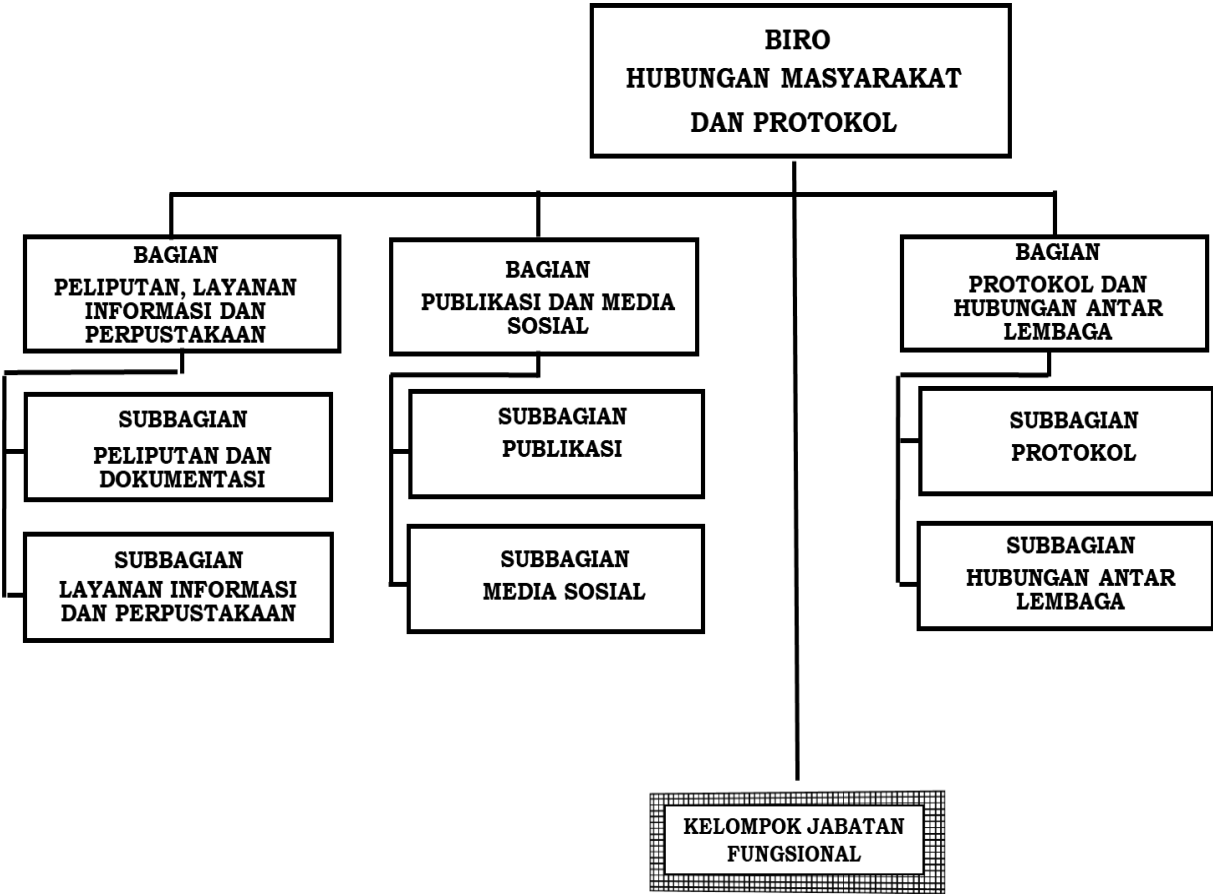 BIRO
HUBUNGAN MASYARAKAT
DAN PROTOKOL
BAGIAN
PELIPUTAN, LAYANAN
INFORMASI DAN
PERPUSTAKAAN
BAGIAN
PUBLIKASI DAN MEDIA
SOSIAL
BAGIAN
PROTOKOL DAN
HUBUNGAN ANTAR
LEMBAGA
SUBBAGIAN
PELIPUTAN DAN
DOKUMENTASI
SUBBAGIAN
PUBLIKASI
SUBBAGIAN
PROTOKOL
SUBBAGIAN
LAYANAN INFORMASI
DAN PERPUSTAKAAN
SUBBAGIAN
MEDIA SOSIAL
SUBBAGIAN
HUBUNGAN ANTAR
LEMBAGA
KELOMPOK JABATAN
FUNGSIONAL